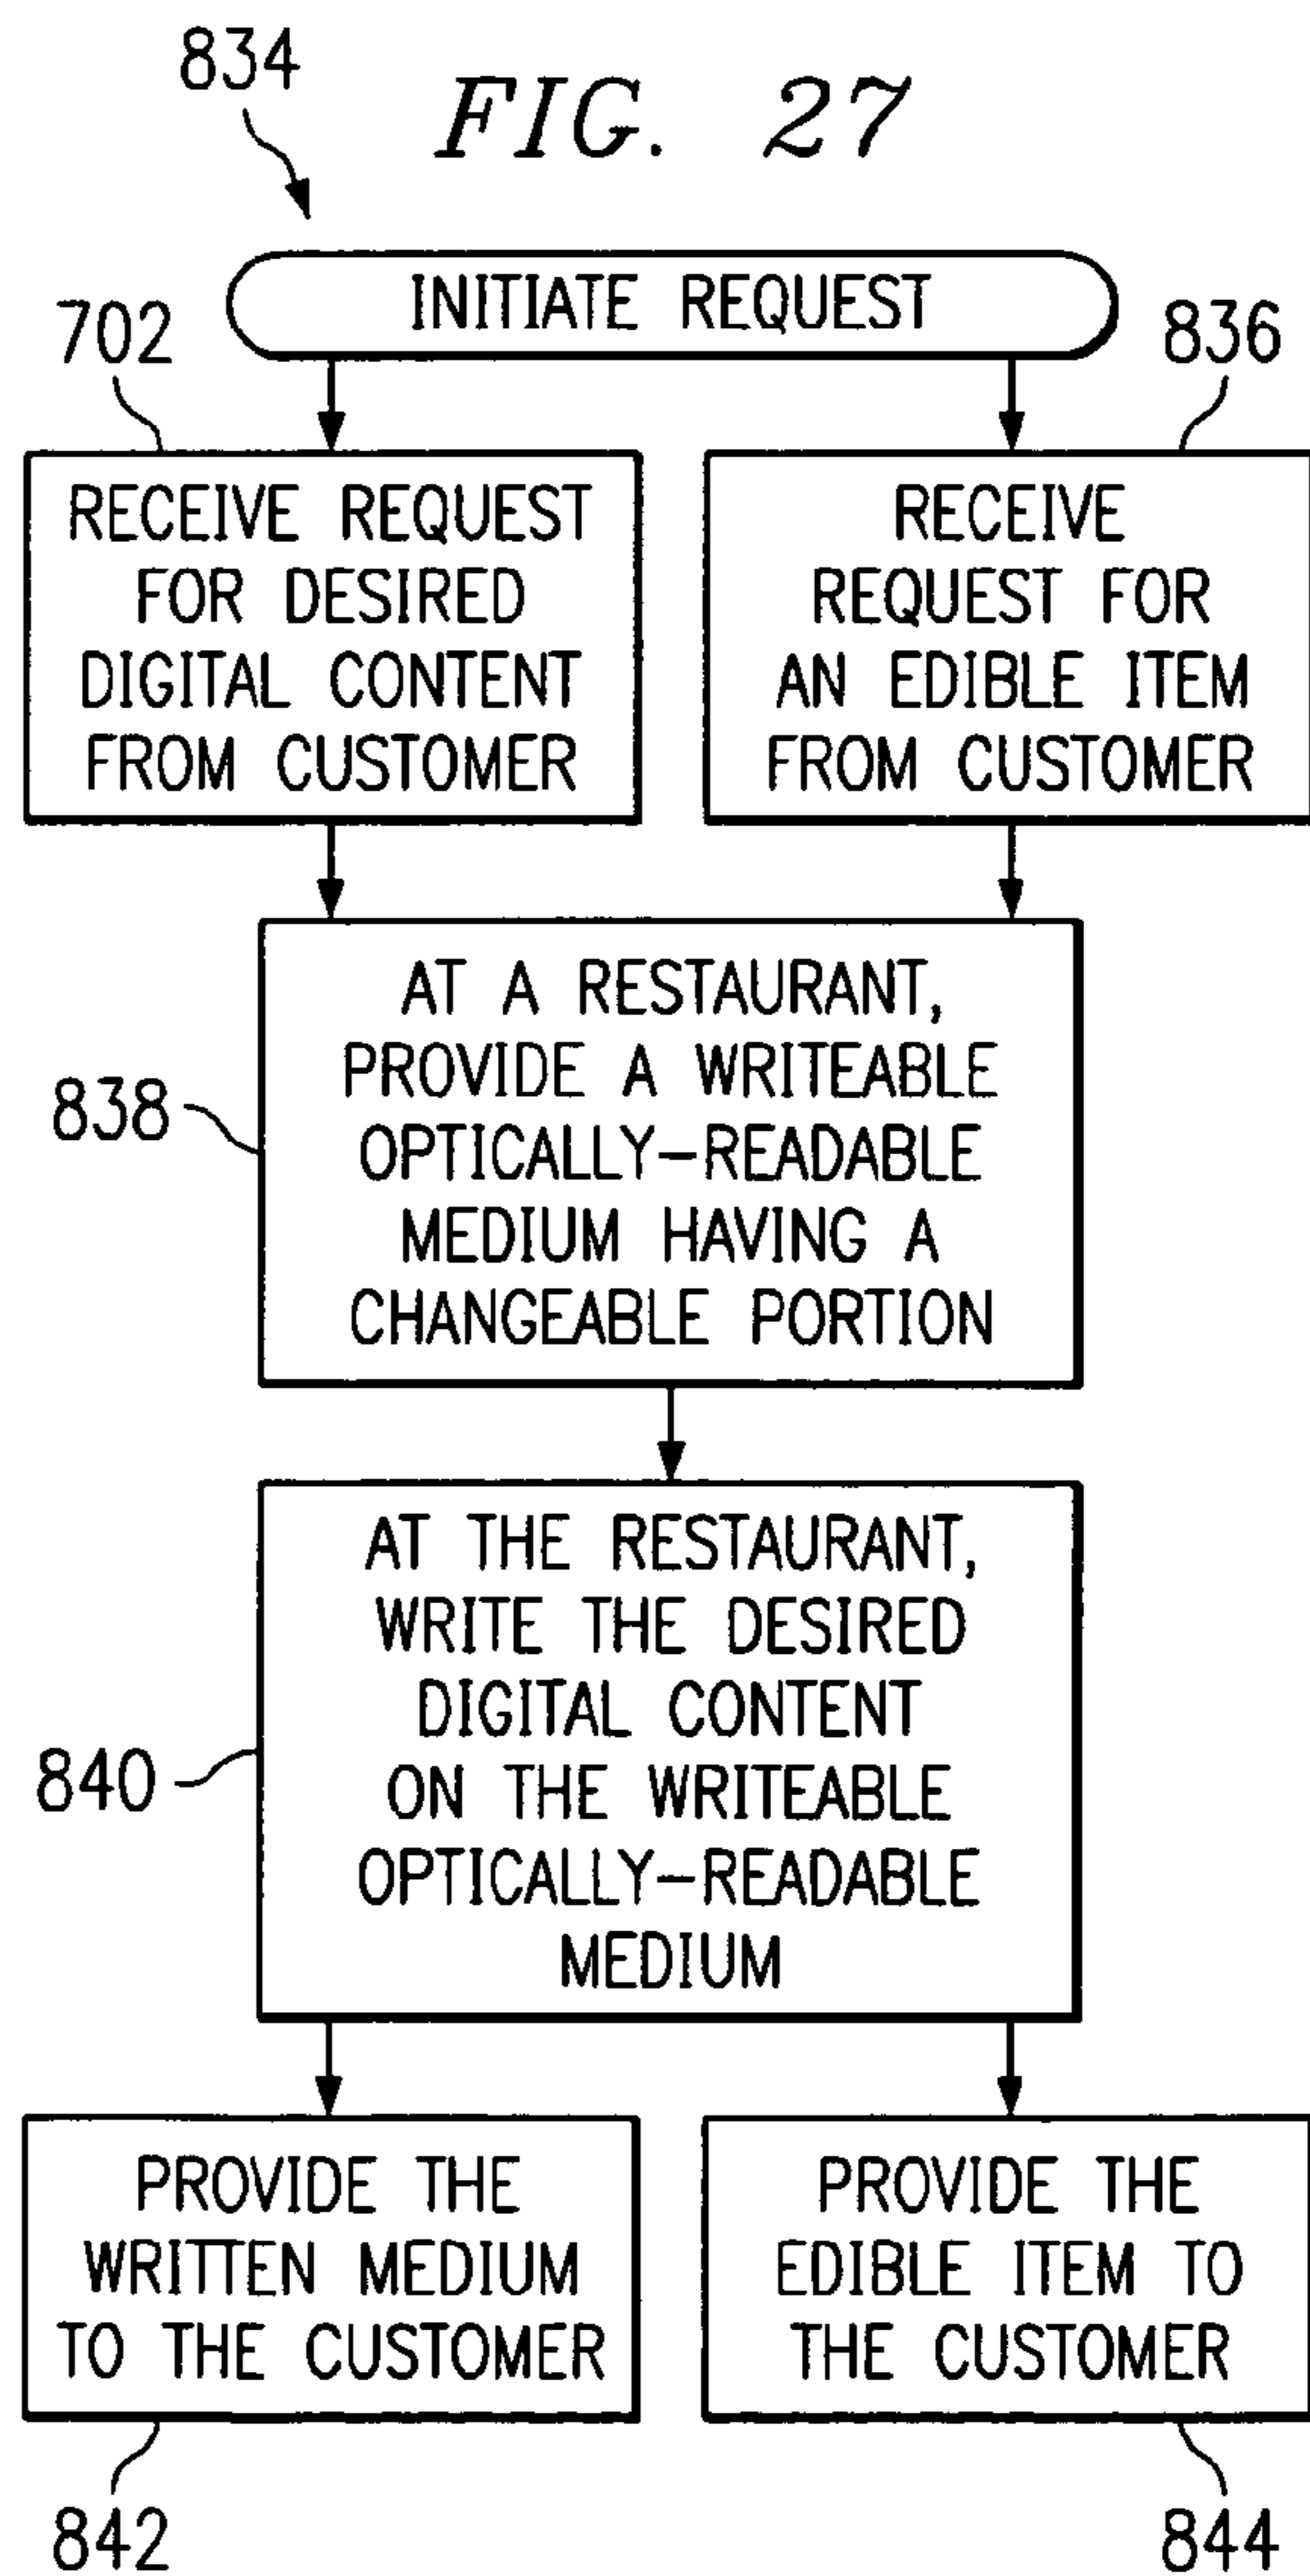 834
FIG. 27
INITIATE REQUEST
702
836
RECEIVE REQUEST
FOR DESIRED
DIGITAL CONTENT
FROM CUSTOMER
RECEIVE
REQUEST FOR
AN EDIBLE ITEM
FROM CUSTOMER
838
AT A RESTAURANT,
PROVIDE A WRITEABLE
OPTICALLY-READABLE
MEDIUM HAVING A
CHANGEABLE PORTION
840
AT THE RESTAURANT,
WRITE THE DESIRED
DIGITAL CONTENT
ON THE WRITEABLE
OPTICALLY-READABLE
MEDIUM
PROVIDE THE
WRITTEN MEDIUM
TO THE CUSTOMER
PROVIDE THE
EDIBLE ITEM TO
THE CUSTOMER
842
844